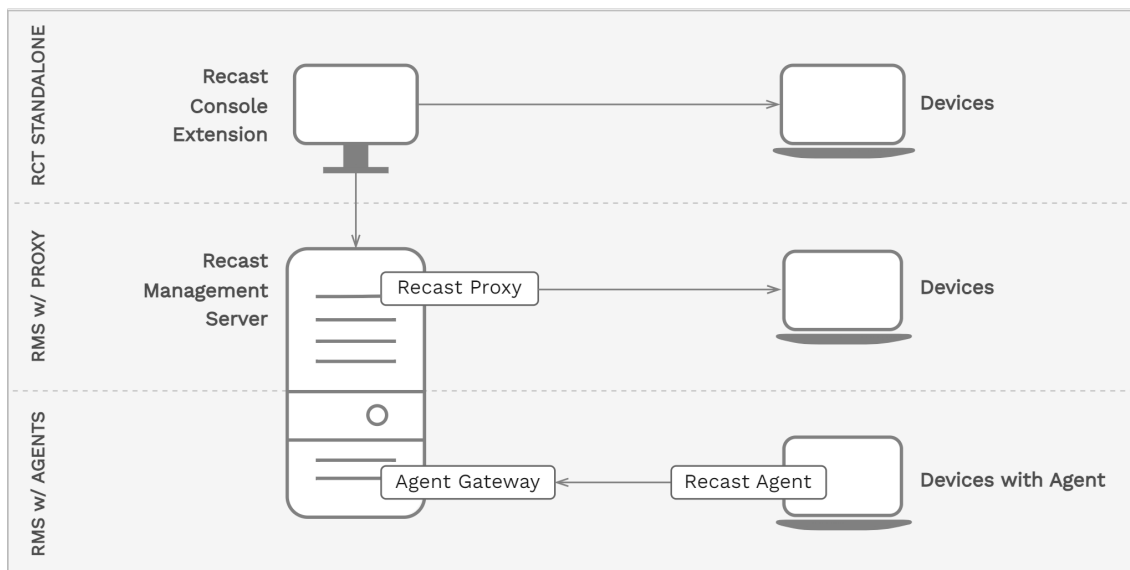 RCT STANDALONE
Recast
Console
Extension
Devices
RMS w/ PROXY
Recast
Management
Server
Recast Proxy
Devices
RMS w/ AGENTS
Agent Gateway
Recast Agent
Devices with Agent